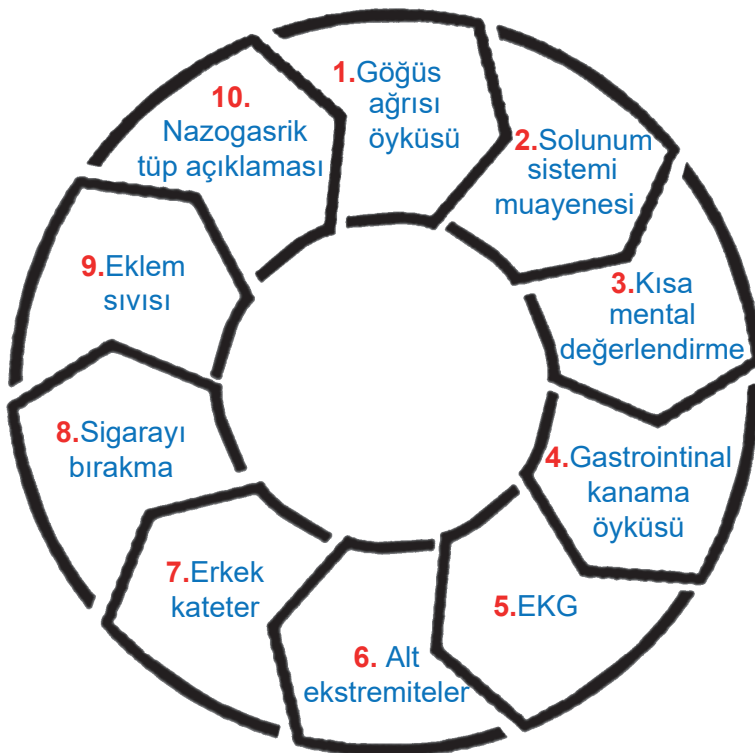 1.Göğüs
ağrısı
öyküsü
2.Solunum
sistemi
muayenesi
3.Kısa
mental
değerlendirme
4.Gastrointinal
kanama
öyküsü
5.EKG
6. Alt
ekstremiteler
7.Erkek
kateter
8.Sigarayı
bırakma
9.Eklem
sıvısı
10.
Nazogasrik
tüp açıklaması